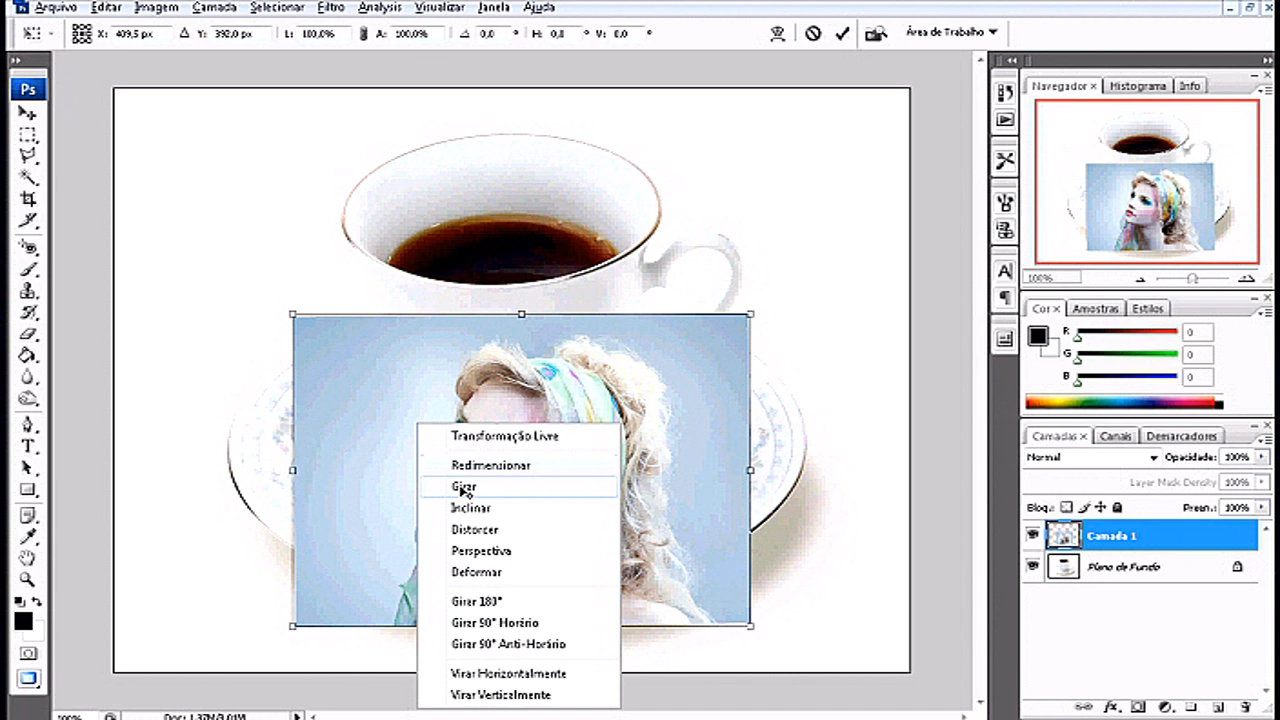 Arquivo Editar Imagem Camada Selecionar Filtro Analysis Visualizar Janela Ajuda
X: 409,5 px Y: 392,0 px L: 100,0% A: 100,0% 0,0 ° H: 0,0 ° V: 0,0 °
Área de Trabalho
Ps
Navegador × Histograma Info
100%
Cor × Amostras Estilos
R 0
G 0
B 0
Camadas × Canais Demarcadores
Normal Opacidade: 100%
Layer Mask Density 100%
Bloq.: Preen.: 100%
Camada 1
Plano de Fundo
Transformação Livre
Redimensionar
Girar
Inclinar
Distorcer
Perspectiva
Deformar
Girar 180°
Girar 90° Horário
Girar 90° Anti-Horário
Virar Horizontalmente
Virar Verticalmente
100% Doc: 1,37M/3,01M